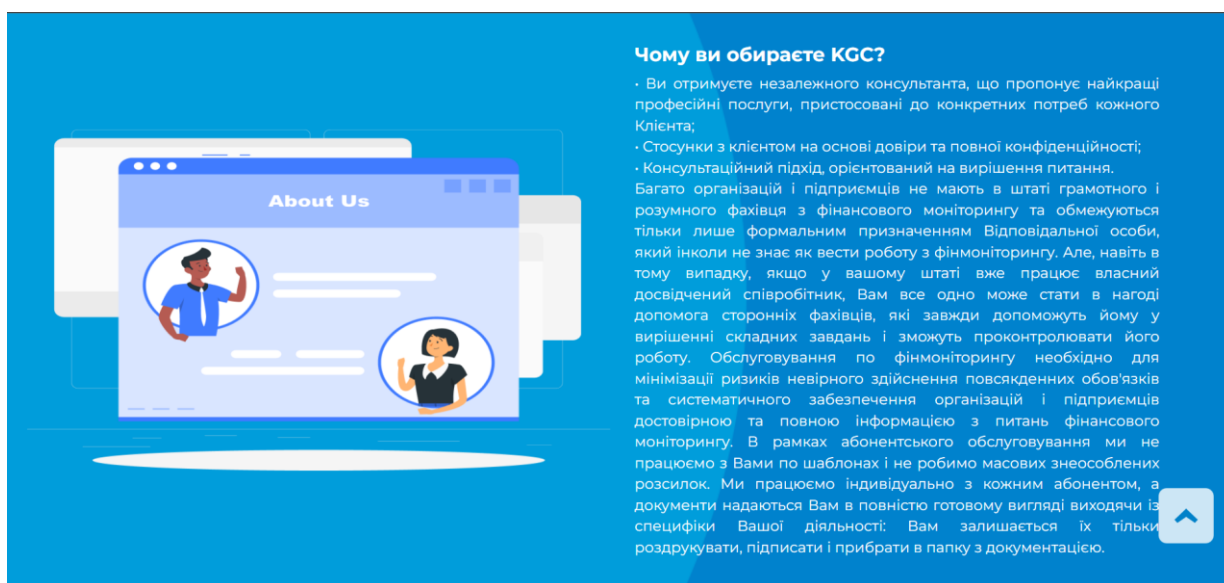 About Us
Чому ви обираєте KGC?
• Ви отримуєте незалежного консультанта, що пропонує найкращі
професійні послуги, пристосовані до конкретних потреб кожного
Клієнта;
• Стосунки з клієнтом на основі довіри та повної конфіденційності;
• Консультаційний підхід, орієнтований на вирішення питання.
Багато організацій і підприємців не мають в штаті грамотного і
розумного фахівця з фінансового моніторингу та обмежуються
тільки лише формальним призначенням Відповідальної особи,
який інколи не знає як вести роботу з фінмоніторингу. Але, навіть в
тому випадку, якщо у вашому штаті вже працює власний
досвідчений співробітник, Вам все одно може стати в нагоді
допомога сторонніх фахівців, які завжди допоможуть йому у
вирішенні складних завдань і зможуть проконтролювати його
роботу. Обслуговування по фінмоніторингу необхідно для
мінімізації ризиків невірного здійснення повсякденних обов'язків
та систематичного забезпечення організацій і підприємців
достовірною та повною інформацією з питань фінансового
моніторингу. В рамках абонентського обслуговування ми не
працюємо з Вами по шаблонах і не робимо масових знеособлених
розсилок. Ми працюємо індивідуально з кожним абонентом, а
документи надаються Вам в повністю готовому вигляді виходячи із
специфіки Вашої діяльності: Вам залишається їх тільки
роздрукувати, підписати і прибрати в папку з документацією.